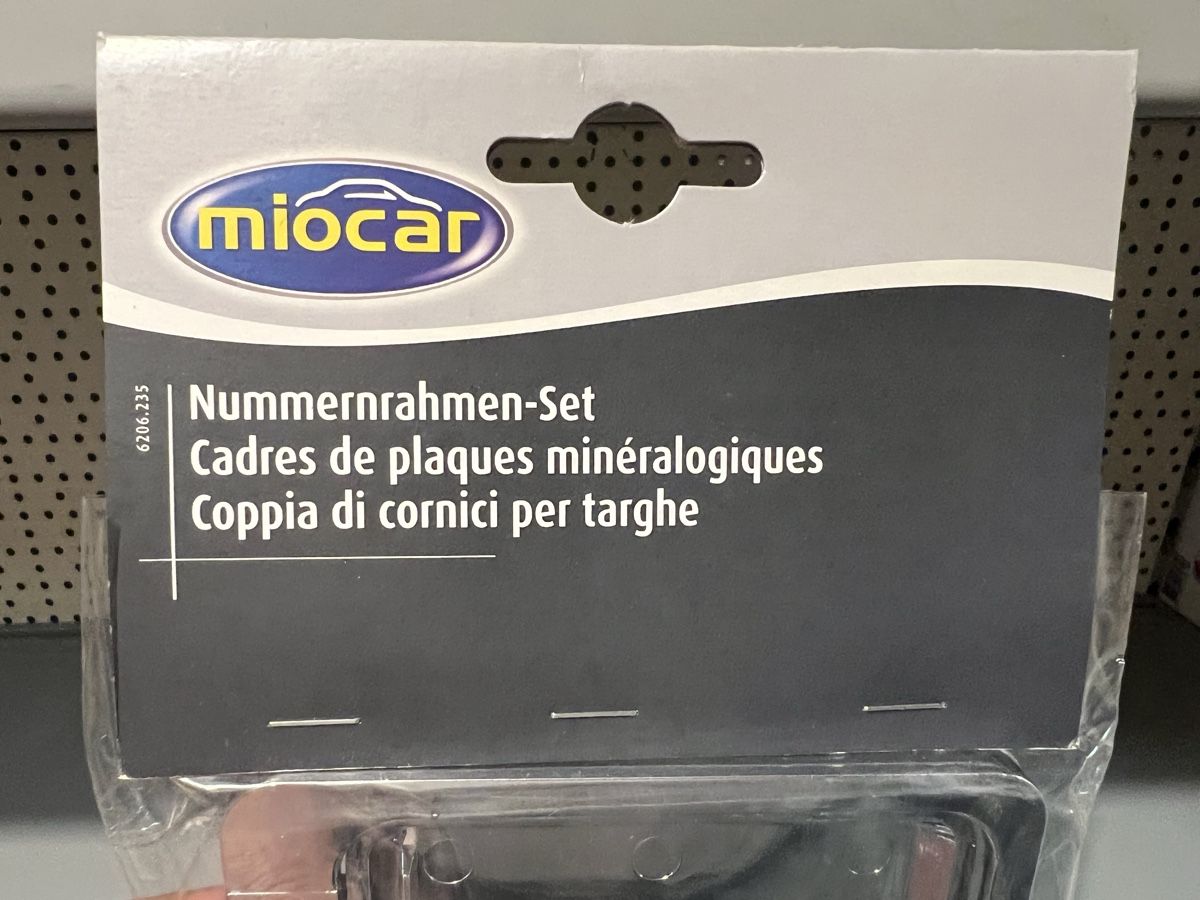 miocar
6206.235
Nummernrahmen-Set
Cadres de plaques minéralogiques
Coppia di cornici per targhe